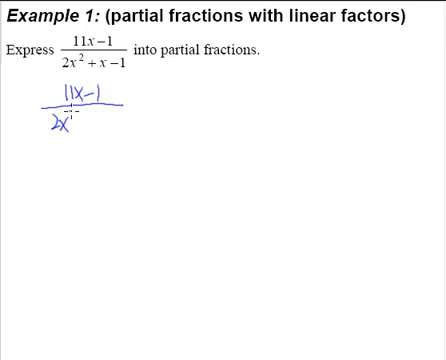 Example 1: (partial fractions with linear factors)
Express (11x−1)/(2x² + x −1) into partial fractions.
11x−1
2x